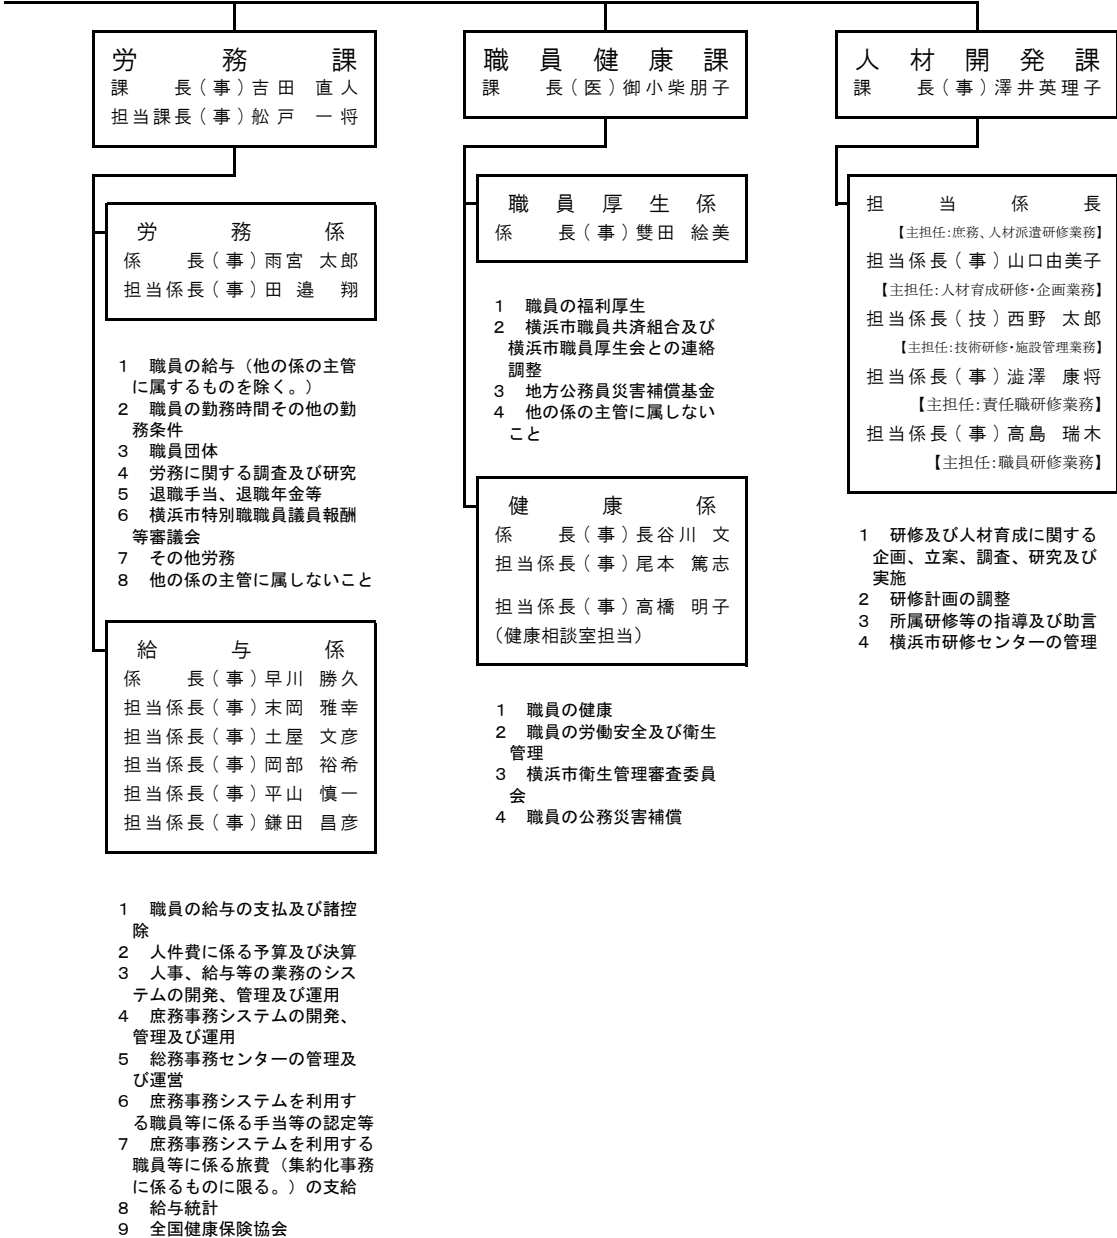 労務課
課長（事）吉田 直人
担当課長（事）舩戸 一将
労務係
係長（事）雨宮 太郎
担当係長（事）田邉 翔
1 職員の給与（他の係の主管
に属するものを除く。）
2 職員の勤務時間その他の勤
務条件
3 職員団体
4 労務に関する調査及び研究
5 退職手当、退職年金等
6 横浜市特別職職員議員報酬
等審議会
7 その他労務
8 他の係の主管に属しないこと
給与係
係長（事）早川 勝久
担当係長（事）末岡 雅幸
担当係長（事）土屋 文彦
担当係長（事）岡部 裕希
担当係長（事）平山 慎一
担当係長（事）鎌田 昌彦
1 職員の給与の支払及び諸控
除
2 人件費に係る予算及び決算
3 人事、給与等の業務のシス
テムの開発、管理及び運用
4 庶務事務システムの開発、
管理及び運用
5 総務事務センターの管理及
び運営
6 庶務事務システムを利用す
る職員等に係る手当等の認定等
7 庶務事務システムを利用する
職員等に係る旅費（集約化事務
に係るものに限る。）の支給
8 給与統計
9 全国健康保険協会
職員健康課
課長（医）御小柴朋子
職員厚生係
係長（事）雙田 絵美
1 職員の福利厚生
2 横浜市職員共済組合及び
横浜市職員厚生会との連絡
調整
3 地方公務員災害補償基金
4 他の係の主管に属しない
こと
健康係
係長（事）長谷川 文
担当係長（事）尾本 篤志
担当係長（事）高橋 明子
（健康相談室担当）
1 職員の健康
2 職員の労働安全及び衛生
管理
3 横浜市衛生管理審査委員
会
4 職員の公務災害補償
人材開発課
課長（事）澤井英理子
担当係長
【主担任：庶務、人材派遣研修業務】
担当係長（事）山口由美子
【主担任：人材育成研修・企画業務】
担当係長（技）西野 太郎
【主担任：技術研修・施設管理業務】
担当係長（事）澁澤 康将
【主担任：責任職研修業務】
担当係長（事）高島 瑞木
【主担任：職員研修業務】
1 研修及び人材育成に関する
企画、立案、調査、研究及び
実施
2 研修計画の調整
3 所属研修等の指導及び助言
4 横浜市研修センターの管理